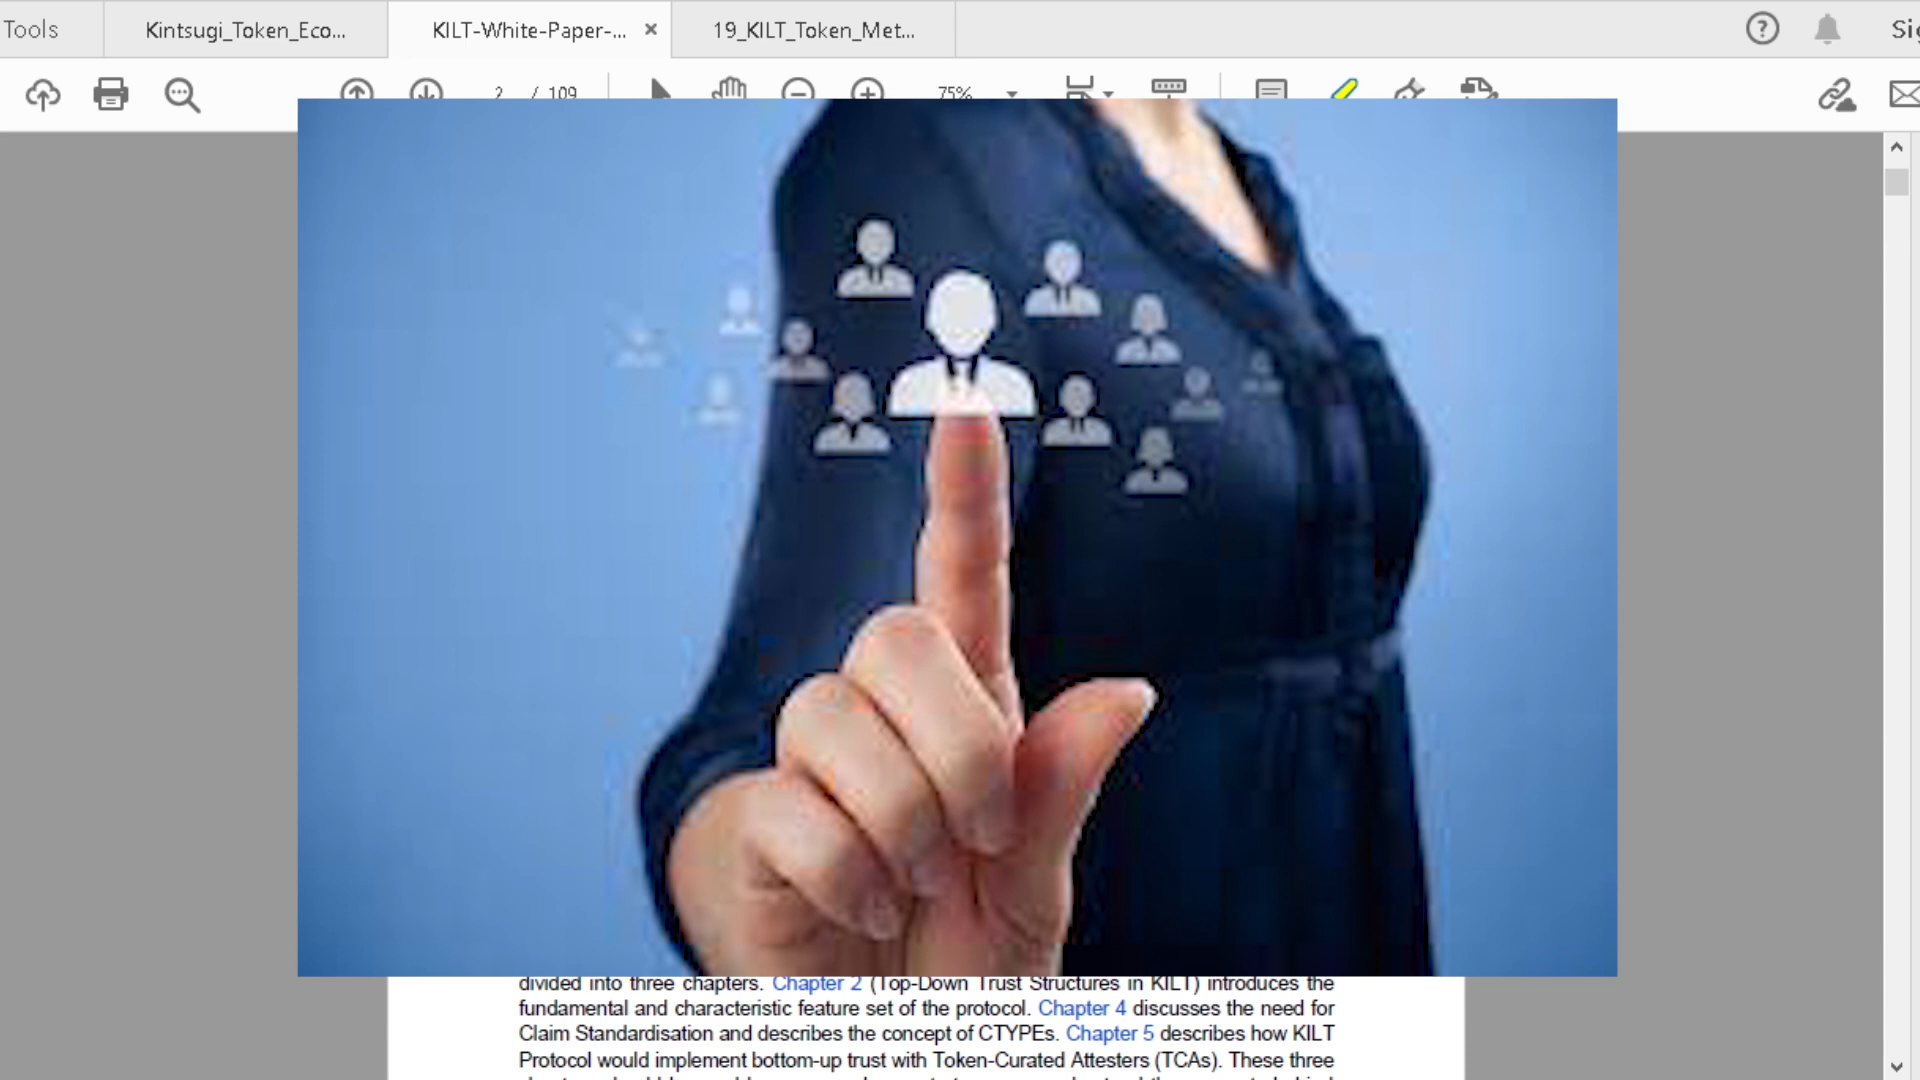 Tools
Kintsugi_Token_Eco...
KILT-White-Paper-...
19_KILT_Token_Met...
2 / 109
75%
divided into three chapters. Chapter 2 (Top-Down Trust Structures in KILT) introduces the
fundamental and characteristic feature set of the protocol. Chapter 4 discusses the need for
Claim Standardisation and describes the concept of CTYPEs. Chapter 5 describes how KILT
Protocol would implement bottom-up trust with Token-Curated Attesters (TCAs). These three